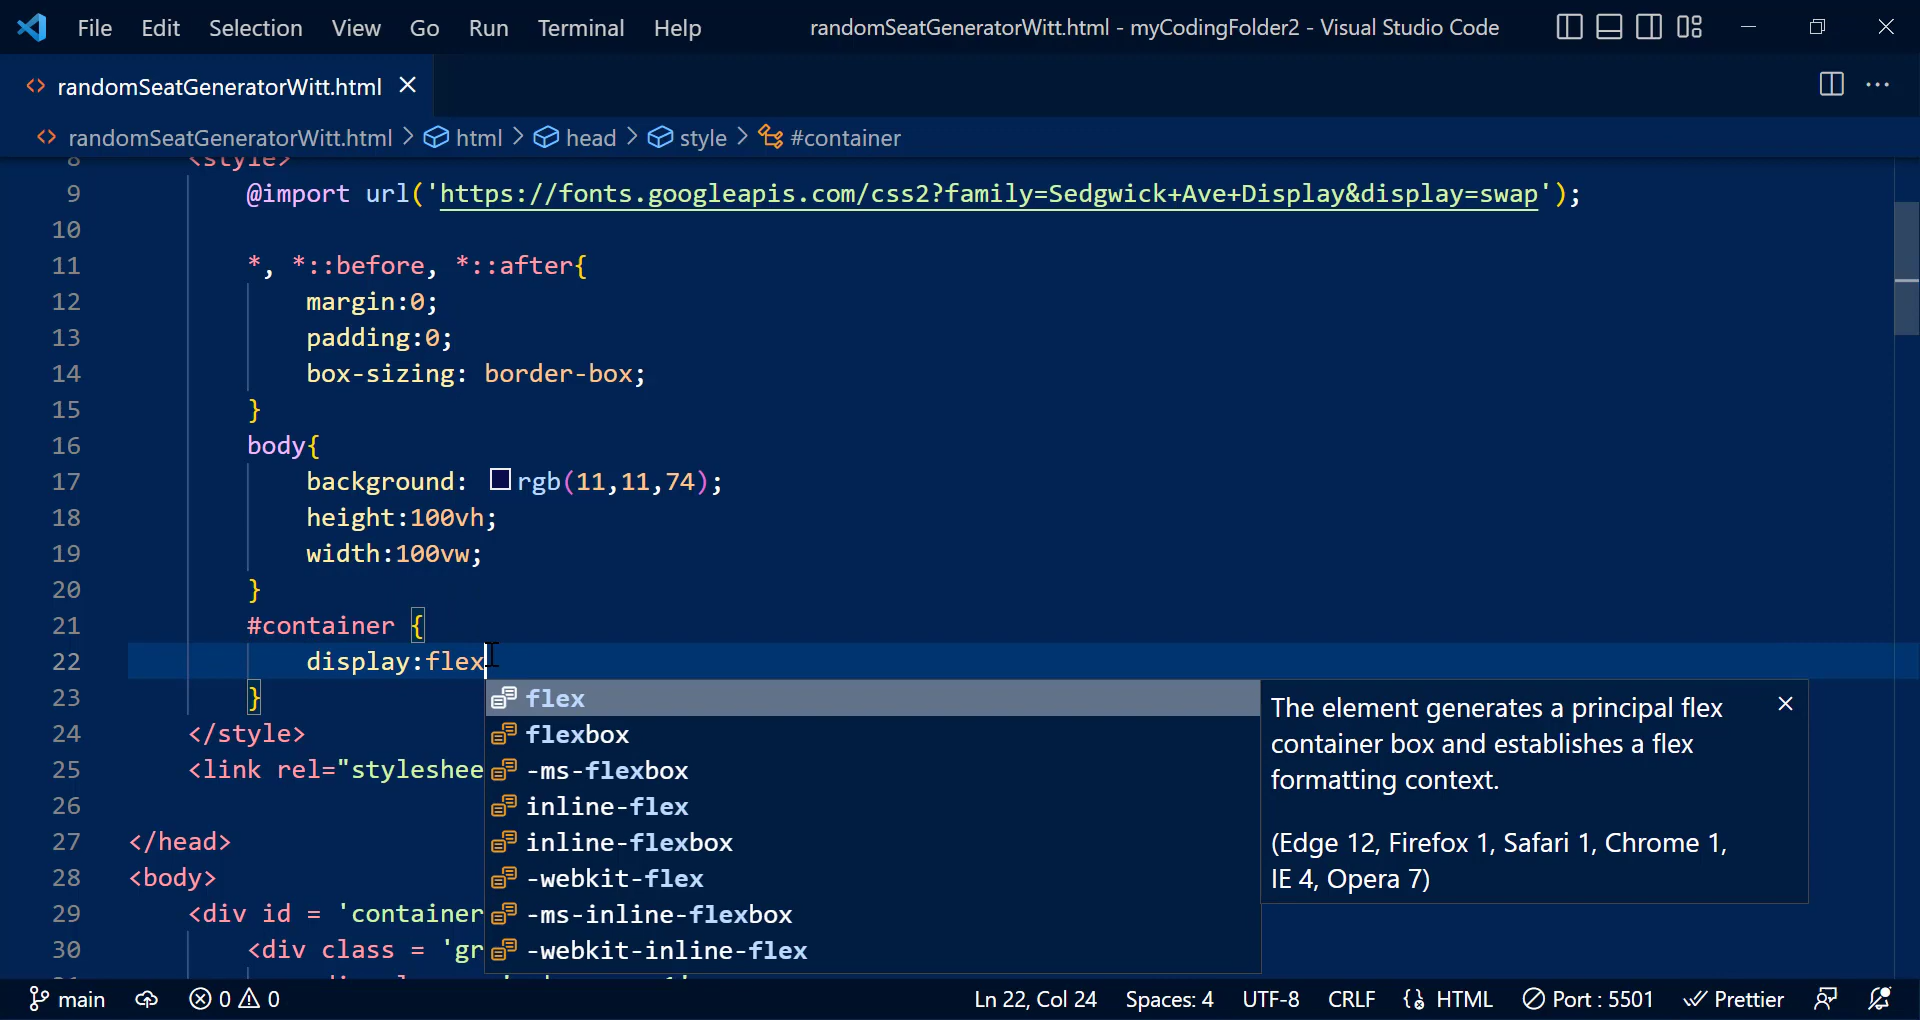 File Edit Selection View Go Run Terminal Help randomSeatGeneratorWitt.html - myCodingFolder2 - Visual Studio Code
<> randomSeatGeneratorWitt.html ×
<> randomSeatGeneratorWitt.html > html > head > style > #container
8 <style>
9 @import url('https://fonts.googleapis.com/css2?family=Sedgwick+Ave+Display&display=swap');
10
11 *, *::before, *::after{
12 margin:0;
13 padding:0;
14 box-sizing: border-box;
15 }
16 body{
17 background: rgb(11,11,74);
18 height:100vh;
19 width:100vw;
20 }
21 #container {
22 display:flex
23 }
24 </style>
25 <link rel="styleshee
26
27 </head>
28 <body>
29 <div id = 'container
30 <div class = 'gr
flex
flexbox
-ms-flexbox
inline-flex
inline-flexbox
-webkit-flex
-ms-inline-flexbox
-webkit-inline-flex
The element generates a principal flex
container box and establishes a flex
formatting context.
(Edge 12, Firefox 1, Safari 1, Chrome 1,
IE 4, Opera 7)
main 0 0 Ln 22, Col 24 Spaces: 4 UTF-8 CRLF HTML Port : 5501 Prettier